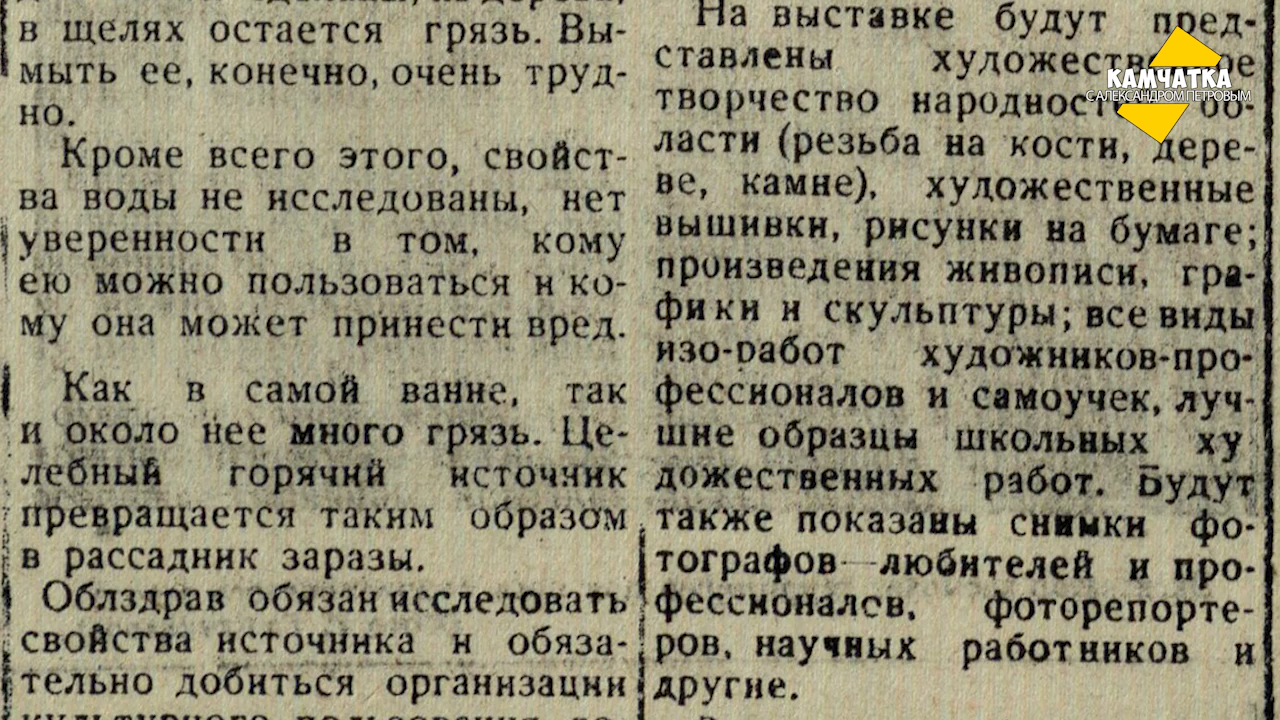 в щелях остается грязь. Вы-
мыть ее, конечно, очень труд-
но.
Кроме всего этого, свойст-
ва воды не исследованы, нет
уверенности в том, кому
ею можно пользоваться и ко-
му она может принести вред.
Как в самой ванне, так
и около нее много грязь. Це-
лебный горячий источник
превращается таким образом
в рассадник заразы.
Облздрав обязан исследовать
свойства источника и обяза-
тельно добиться организации
На выставке будут пред-
ставлены художественное
творчество народностей об-
ласти (резьба на кости, дере-
ве, камне), художественные
вышивки, рисунки на бумаге;
произведения живописи, гра-
фики и скульптуры; все виды
изо-работ художников-про-
фессионалов и самоучек, луч-
шие образцы школьных ху
дожественных работ. Будут
также показаны снимки фо-
тографов—любителей и про-
фессионалов, фоторепорте-
ров, научных работников и
другие.
КАМЧАТКА
С АЛЕКСАНДРОМ ПЕТРОВЫМ